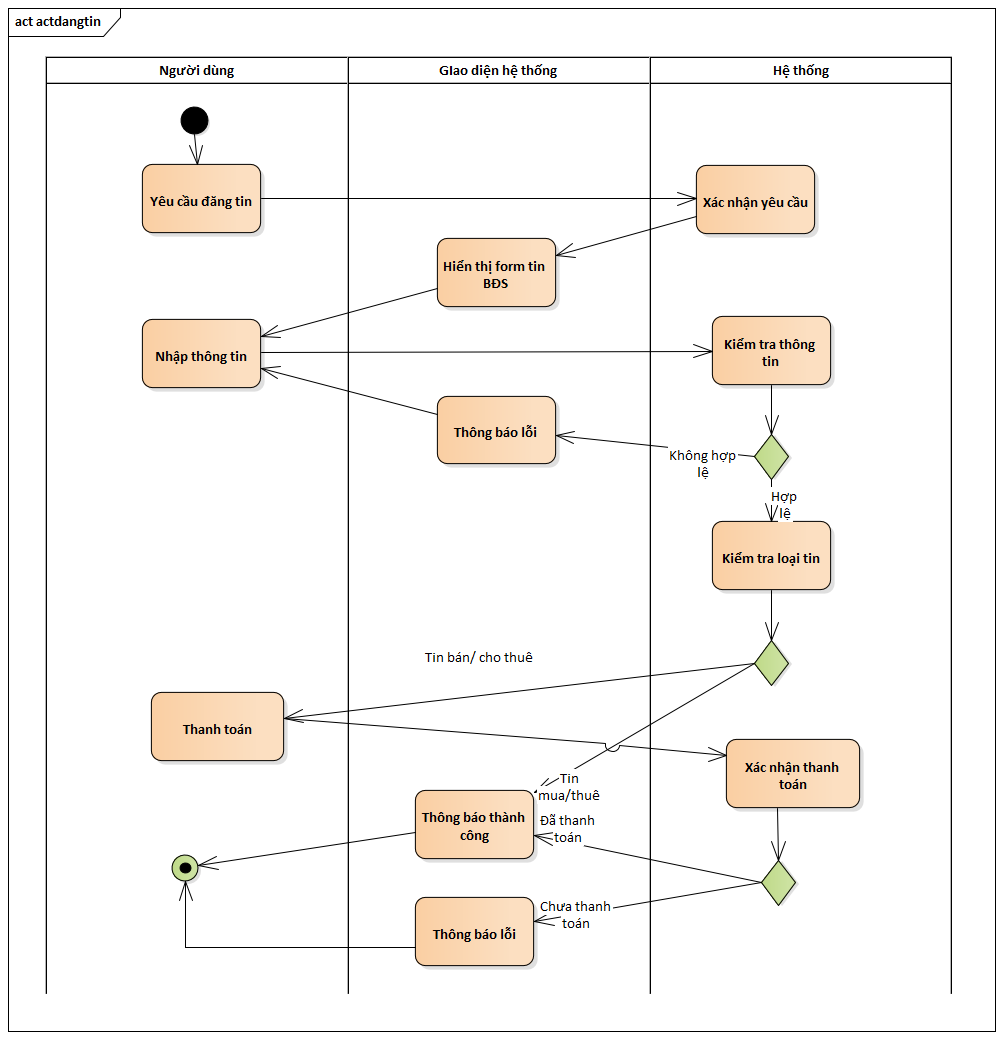 act actdangtin
Người dùng
GIao diện hệ thống
Hệ thống
Yêu cầu đăng tin
Xác nhận yêu cầu
Hiển thị form tin
BĐS
Nhập thông tin
Kiểm tra thông
tin
Thông báo lỗi
Không hợp
lệ
Hợp
lệ
Kiểm tra loại tin
Tin bán/ cho thuê
Thanh toán
Xác nhận thanh
toán
Tin
mua/thuê
Thông báo thành
công
Đã thanh
toán
Chưa thanh
toán
Thông báo lỗi